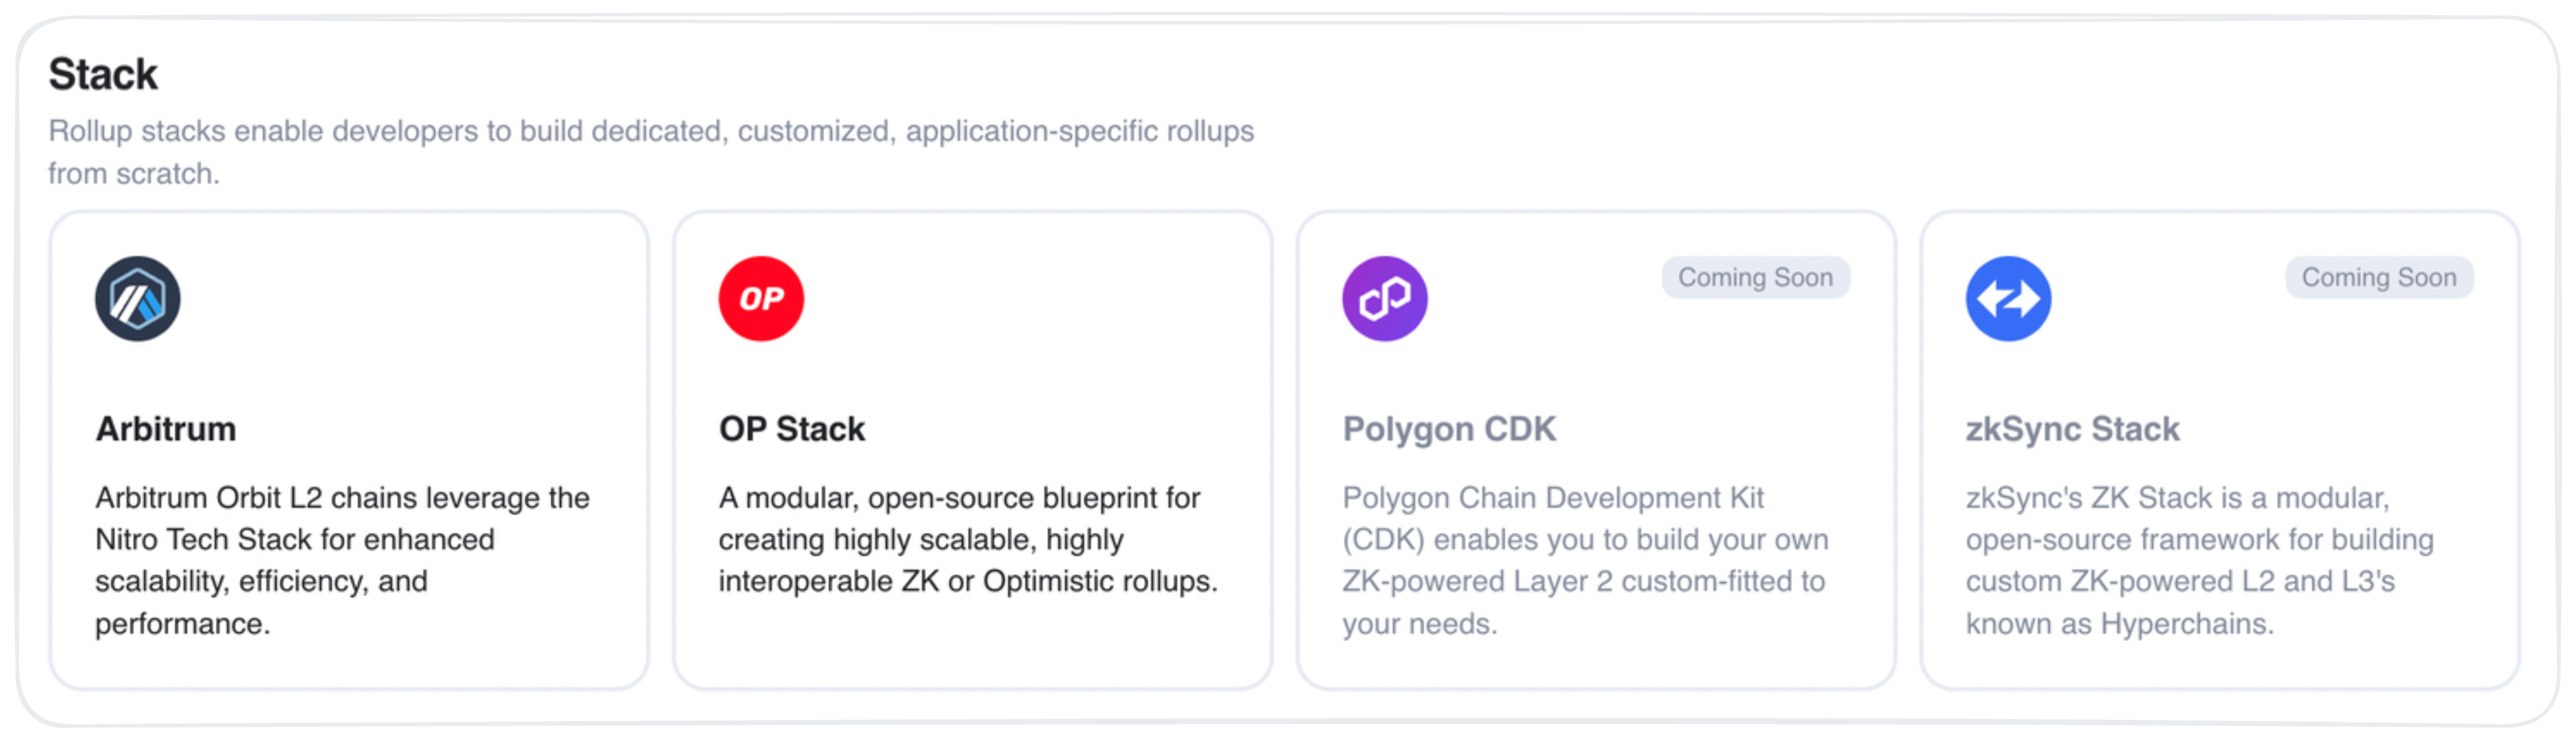 Stack
Rollup stacks enable developers to build dedicated, customized, application-specific rollups
from scratch.
Arbitrum
Arbitrum Orbit L2 chains leverage the
Nitro Tech Stack for enhanced
scalability, efficiency, and
performance.
OP
OP Stack
A modular, open-source blueprint for
creating highly scalable, highly
interoperable ZK or Optimistic rollups.
Coming Soon
Polygon CDK
Polygon Chain Development Kit
(CDK) enables you to build your own
ZK-powered Layer 2 custom-fitted to
your needs.
Coming Soon
zkSync Stack
zkSync's ZK Stack is a modular,
open-source framework for building
custom ZK-powered L2 and L3's
known as Hyperchains.